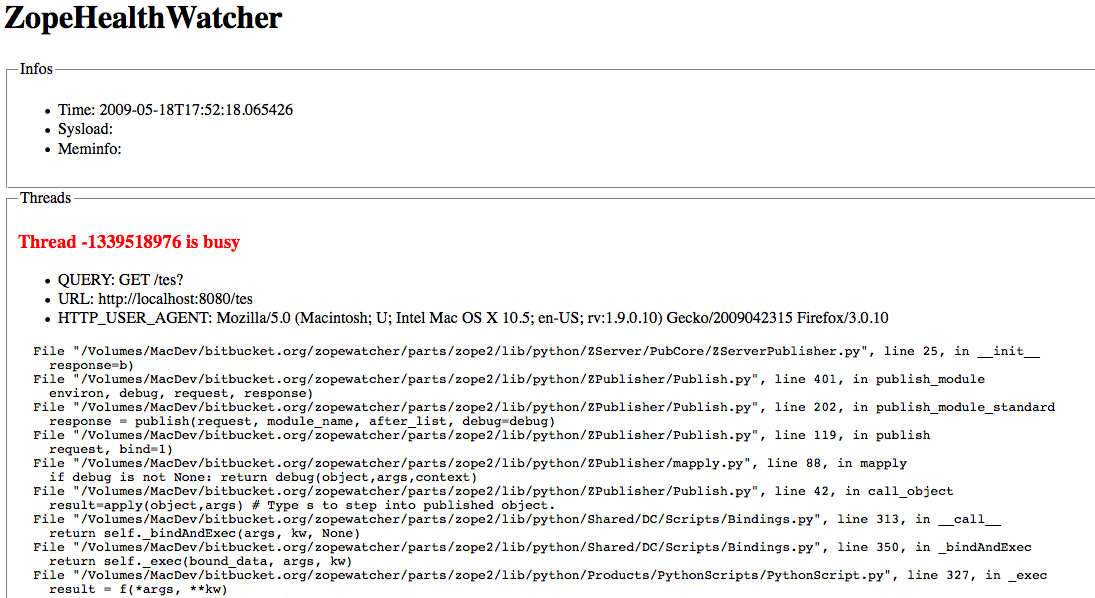 ZopeHealthWatcher
Infos
Time: 2009-05-18T17:52:18.065426
Sysload:
Meminfo:
Threads
Thread -1339518976 is busy
QUERY: GET /tes?
URL: http://localhost:8080/tes
HTTP_USER_AGENT: Mozilla/5.0 (Macintosh; U; Intel Mac OS X 10.5; en-US; rv:1.9.0.10) Gecko/2009042315 Firefox/3.0.10
File "/Volumes/MacDev/bitbucket.org/zopewatcher/parts/zope2/lib/python/ZServer/PubCore/ZServerPublisher.py", line 25, in __init__
response=b)
File "/Volumes/MacDev/bitbucket.org/zopewatcher/parts/zope2/lib/python/ZPublisher/Publish.py", line 401, in publish_module
environ, debug, request, response)
File "/Volumes/MacDev/bitbucket.org/zopewatcher/parts/zope2/lib/python/ZPublisher/Publish.py", line 202, in publish_module_standard
response = publish(request, module_name, after_list, debug=debug)
File "/Volumes/MacDev/bitbucket.org/zopewatcher/parts/zope2/lib/python/ZPublisher/Publish.py", line 119, in publish
request, bind=1)
File "/Volumes/MacDev/bitbucket.org/zopewatcher/parts/zope2/lib/python/ZPublisher/mapply.py", line 88, in mapply
if debug is not None: return debug(object,args,context)
File "/Volumes/MacDev/bitbucket.org/zopewatcher/parts/zope2/lib/python/ZPublisher/Publish.py", line 42, in call_object
result=apply(object,args) # Type s to step into published object.
File "/Volumes/MacDev/bitbucket.org/zopewatcher/parts/zope2/lib/python/Shared/DC/Scripts/Bindings.py", line 313, in __call__
return self._bindAndExec(args, kw, None)
File "/Volumes/MacDev/bitbucket.org/zopewatcher/parts/zope2/lib/python/Shared/DC/Scripts/Bindings.py", line 350, in _bindAndExec
return self._exec(bound_data, args, kw)
File "/Volumes/MacDev/bitbucket.org/zopewatcher/parts/zope2/lib/python/Products/PythonScripts/PythonScript.py", line 327, in _exec
result = f(*args, **kw)